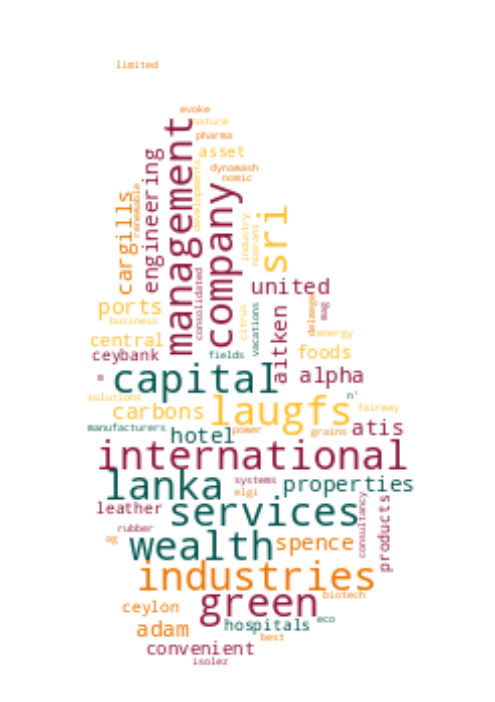 limited
evoke
nature
pharma
asset
dynawash
nomic
management
engineering
cargills
renewable
developments
company
industry
noorani
sri
united
consolidated
citrus
vacations
aitken
delmege
mag
energy
ports
business
central
ceybank
fields
foods
m
capital
alpha
solutions
n'
carbons
laugfs
fairway
manufacturers
hotel
power
grains
atis
international
lanka
systems
elgi
properties
leather
services
consultancy
products
rubber
ag
wealth
spence
industries
biotech
ceylon
green
eco
adam
hospitals
best
convenient
isolez